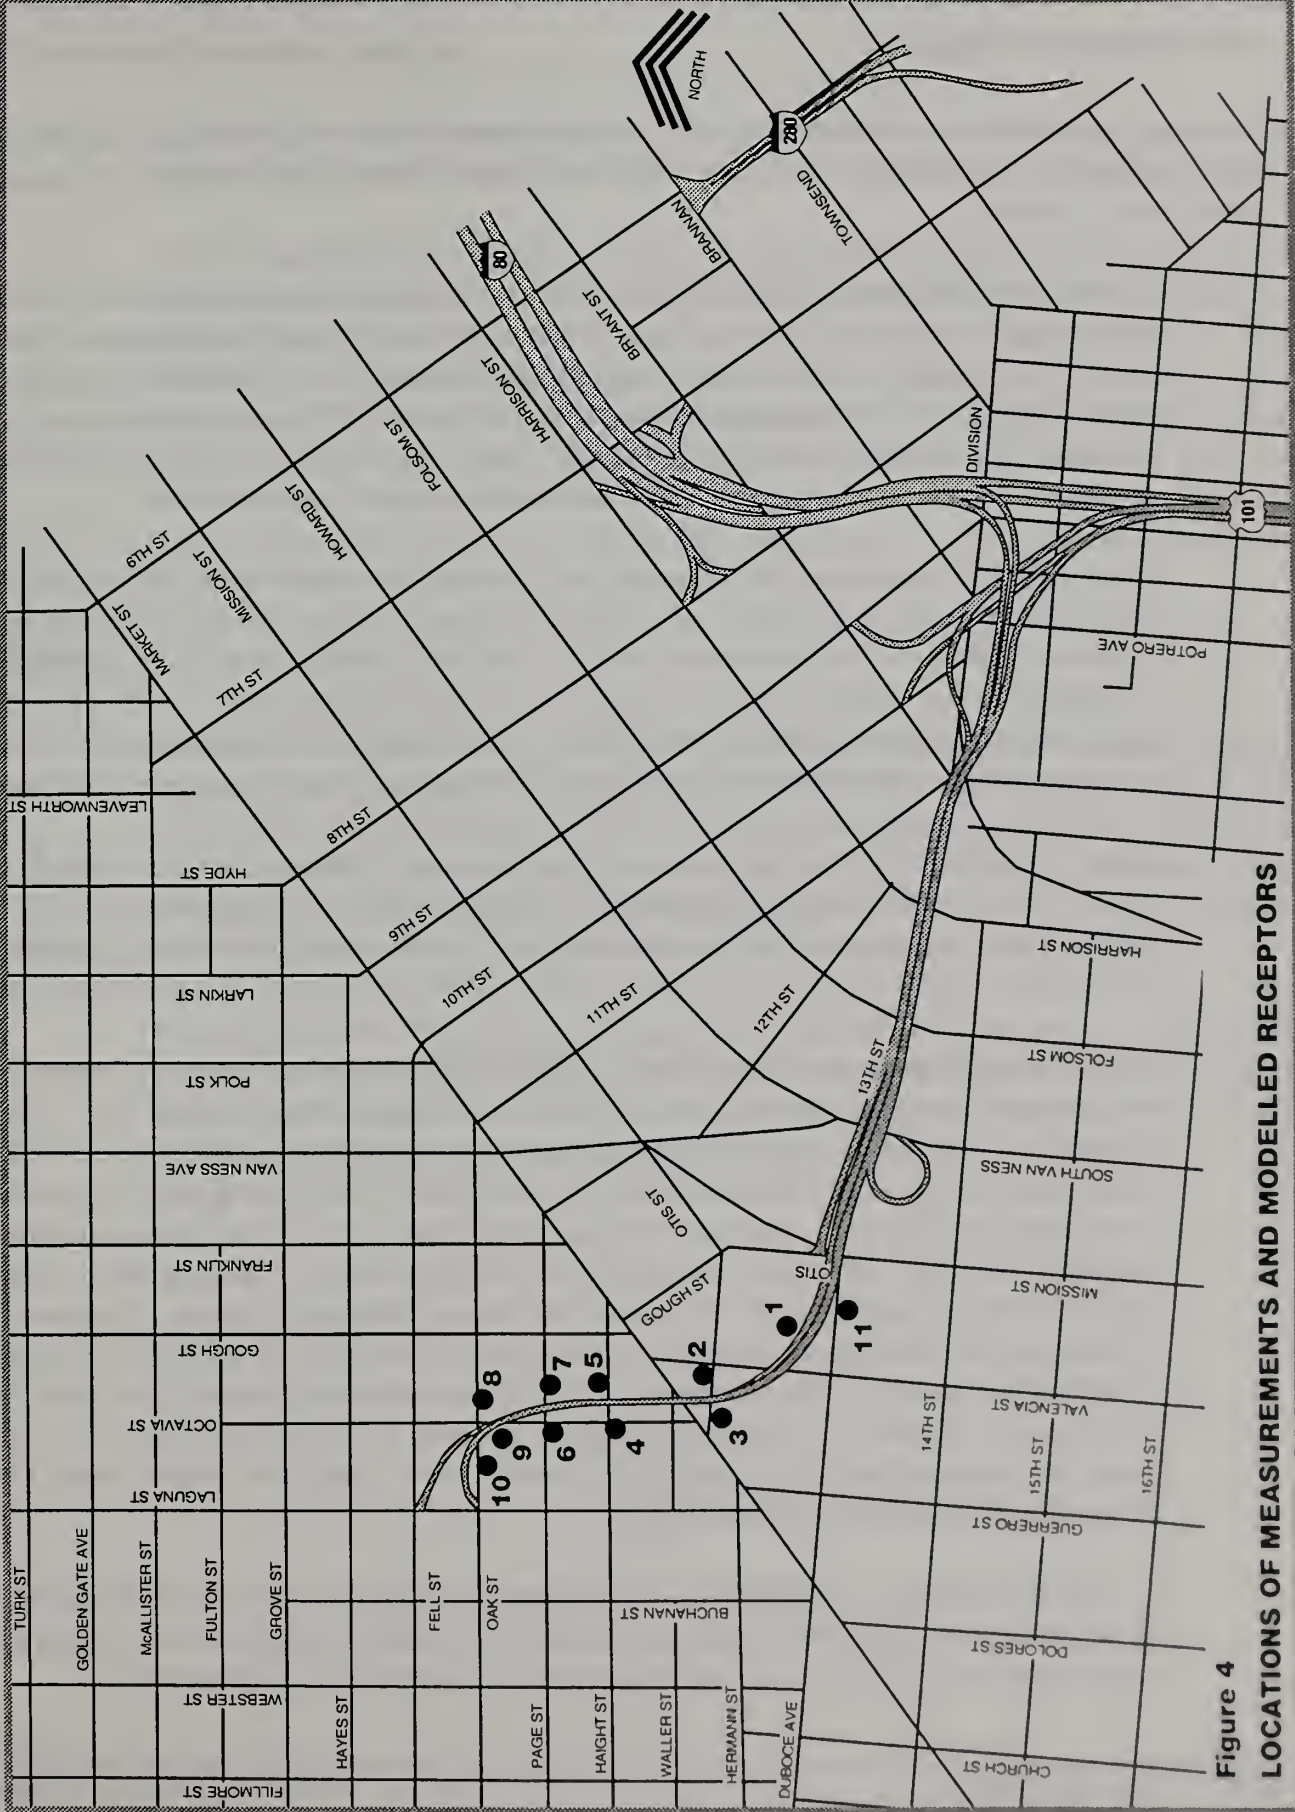 NORTH
280
TOWNSEND
BRANNAN
80
BRYANT ST
HARRISON ST
FOLSOM ST
HOWARD ST
MISSION ST
MARKET ST
6TH ST
7TH ST
8TH ST
9TH ST
10TH ST
11TH ST
12TH ST
13TH ST
DIVISION
101
POTRERO AVE
LEAVENWORTH ST
HYDE ST
LARKIN ST
POLK ST
VAN NESS AVE
FRANKLIN ST
GOUGH ST
OCTAVIA ST
LAGUNA ST
BUCHANAN ST
WEBSTER ST
FILLMORE ST
TURK ST
GOLDEN GATE AVE
McALLISTER ST
FULTON ST
GROVE ST
HAYES ST
FELL ST
OAK ST
PAGE ST
HAIGHT ST
WALLER ST
HERMANN ST
DUBOCE AVE
OTIS ST
GOUGH ST
OTIS
HARRISON ST
FOLSOM ST
SOUTH VAN NESS
MISSION ST
VALENCIA ST
GUERRERO ST
DOLORES ST
CHURCH ST
14TH ST
15TH ST
16TH ST
1
2
3
4
5
6
7
8
9
10
11
Figure 4
LOCATIONS OF MEASUREMENTS AND MODELLED RECEPTORS